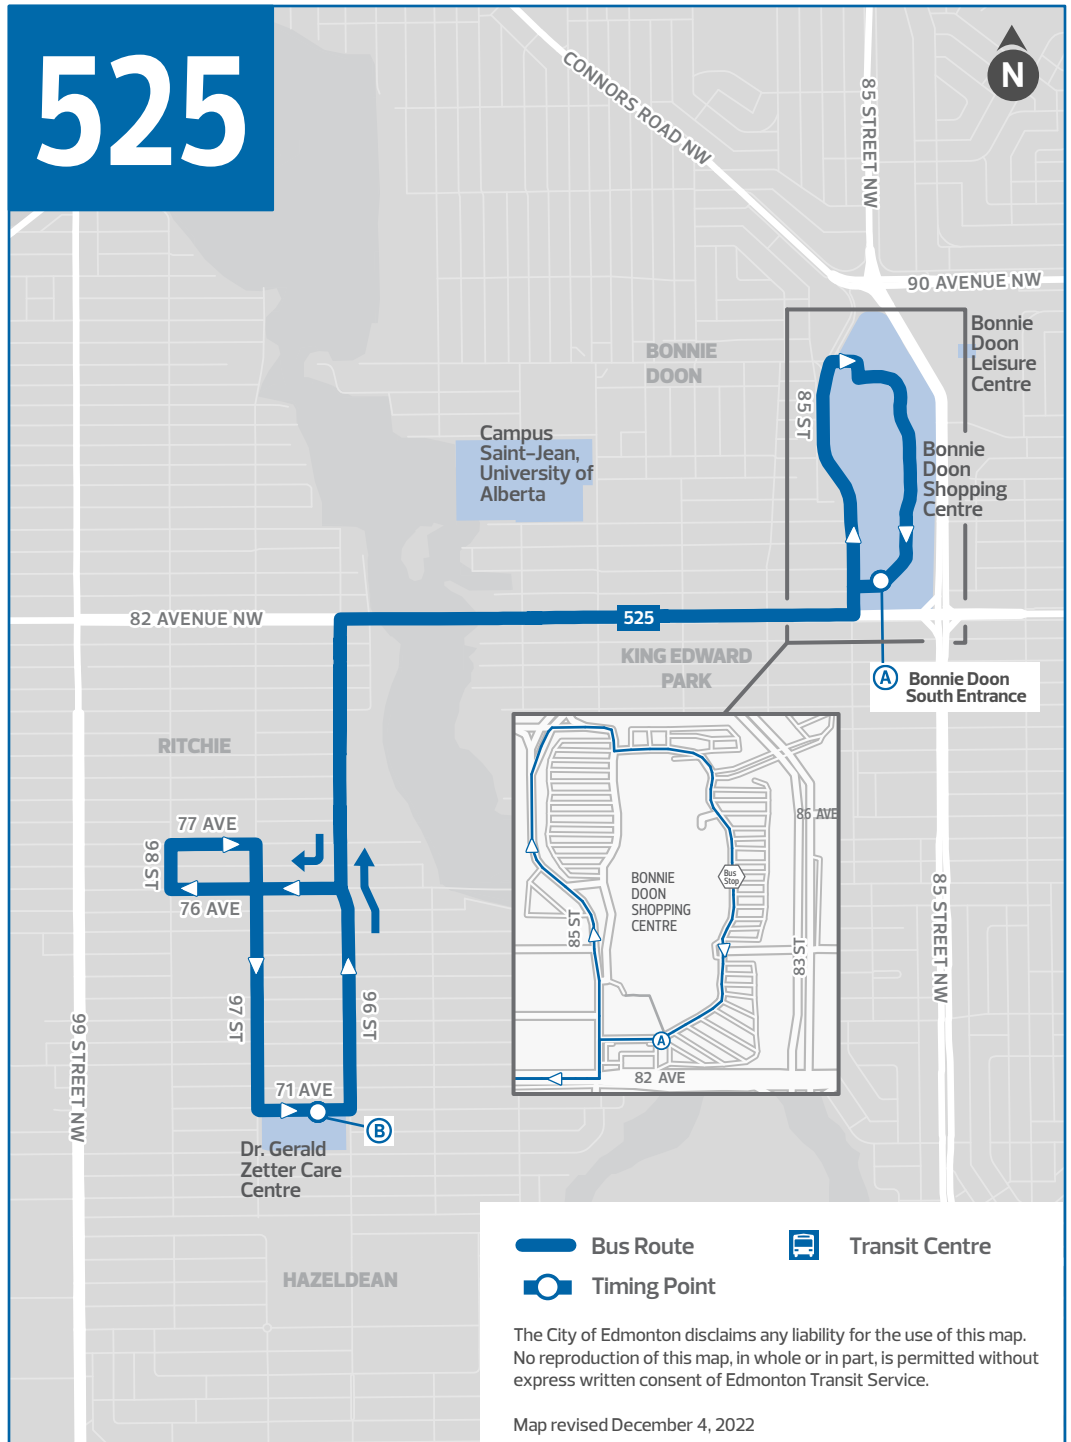 525
N
CONNORS ROAD NW
85 STREET NW
90 AVENUE NW
Bonnie
Doon
Leisure
Centre
BONNIE
DOON
85 ST
Campus
Saint-Jean,
University of
Alberta
Bonnie
Doon
Shopping
Centre
82 AVENUE NW
525
KING EDWARD
PARK
A
Bonnie Doon
South Entrance
RITCHIE
77 AVE
98 ST
76 AVE
97 ST
96 ST
99 STREET NW
71 AVE
B
Dr. Gerald
Zetter Care
Centre
HAZELDEAN
86 AVE
Bus
Stop
BONNIE
DOON
SHOPPING
CENTRE
85 ST
83 ST
A
82 AVE
85 STREET NW
Bus Route
Transit Centre
Timing Point
The City of Edmonton disclaims any liability for the use of this map.
No reproduction of this map, in whole or in part, is permitted without
express written consent of Edmonton Transit Service.
Map revised December 4, 2022